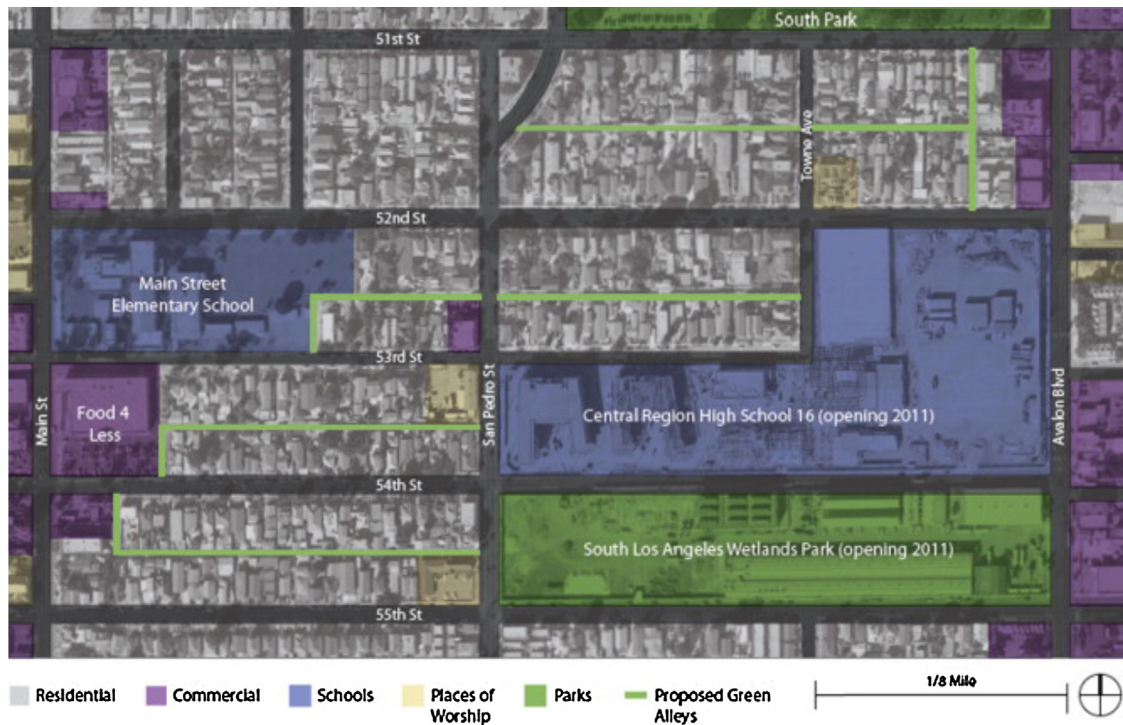 South Park
51st St
Towne Ave
52nd St
Main Street
Elementary School
53rd St
San Pedro St
Main St
Avalon Blvd
Food 4
Less
Central Region High School 16 (opening 2011)
54th St
South Los Angeles Wetlands Park (opening 2011)
55th St
Residential
Commercial
Schools
Places of
Worship
Parks
Proposed Green
Alleys
1/8 Mile